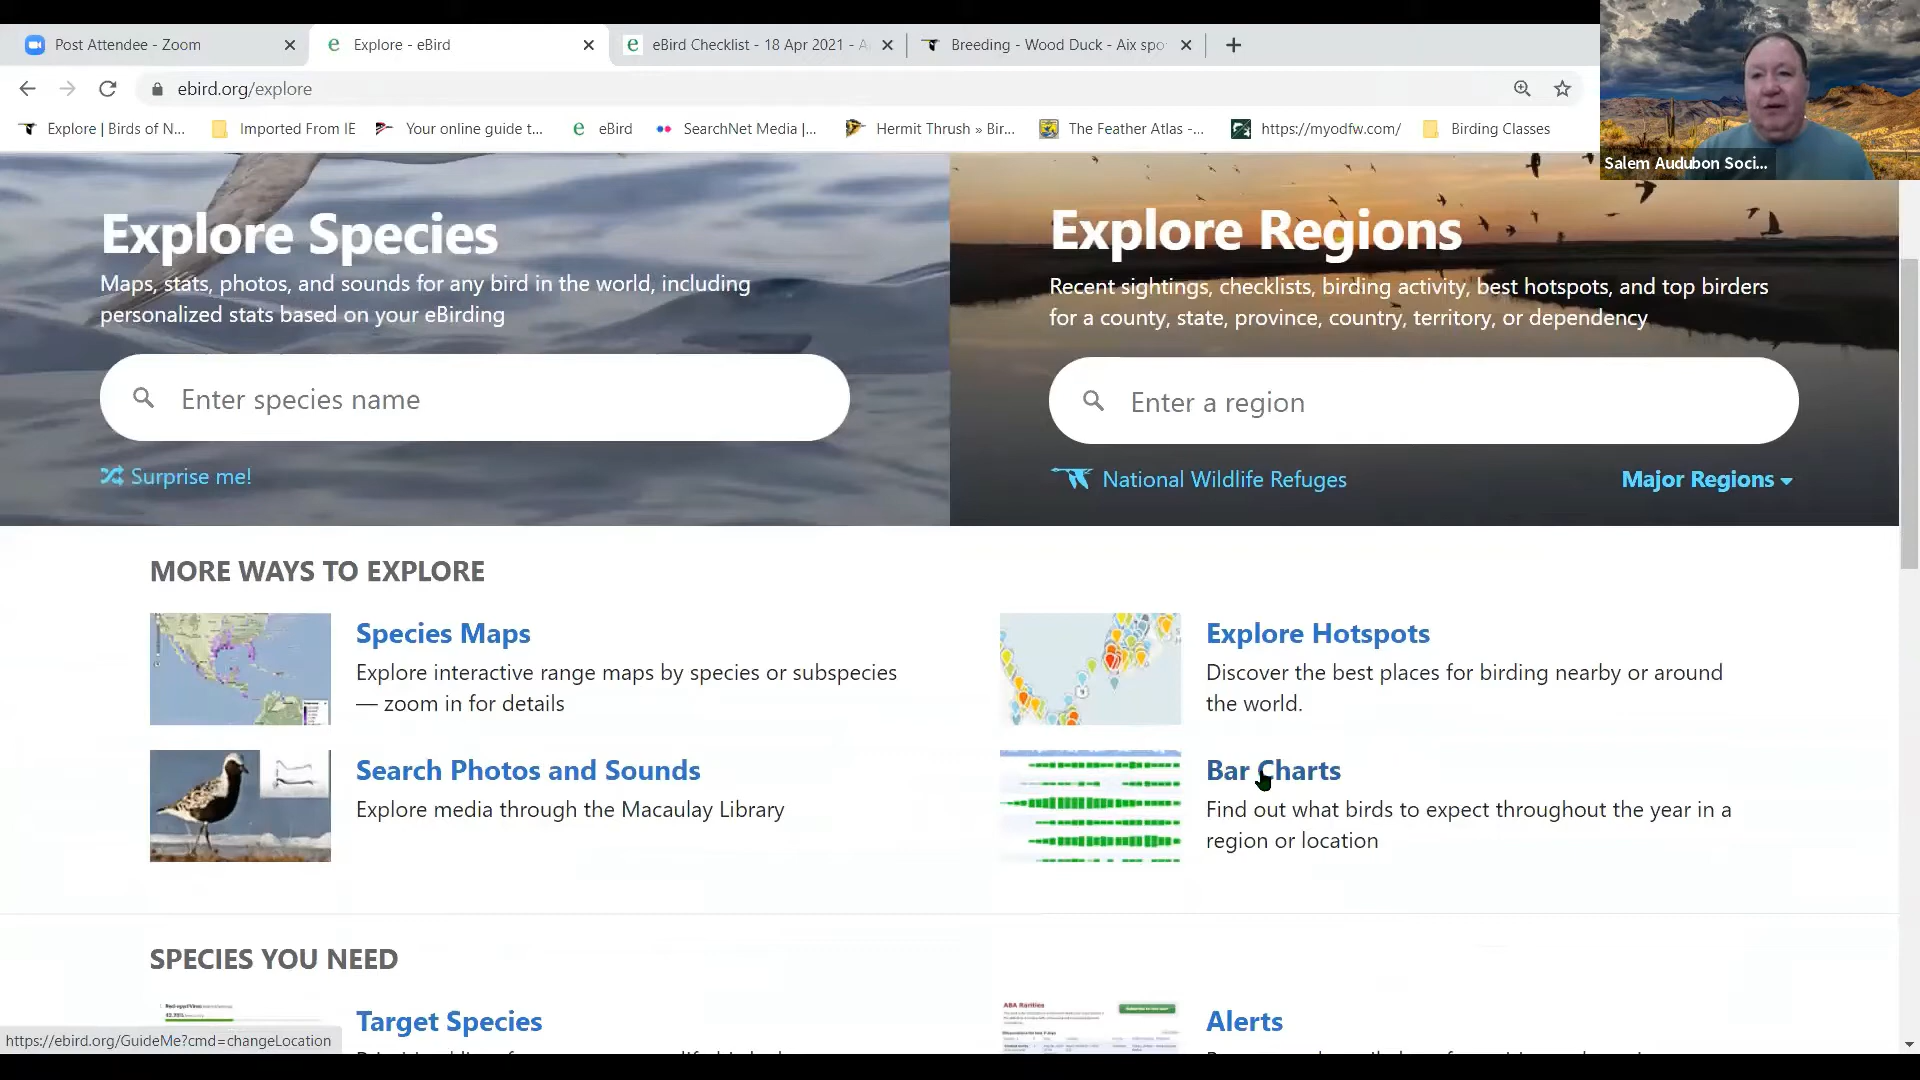 Post Attendee - Zoom
Explore - eBird
eBird Checklist - 18 Apr 2021 - A
Breeding - Wood Duck - Aix spo
ebird.org/explore
Explore | Birds of N...
Imported From IE
Your online guide t...
eBird
SearchNet Media |...
Hermit Thrush » Bir...
The Feather Atlas -...
https://myodfw.com/
Birding Classes
Salem Audubon Soci...
Explore Species
Maps, stats, photos, and sounds for any bird in the world, including
personalized stats based on your eBirding
Enter species name
Surprise me!
Explore Regions
Recent sightings, checklists, birding activity, best hotspots, and top birders
for a county, state, province, country, territory, or dependency
Enter a region
National Wildlife Refuges
Major Regions
MORE WAYS TO EXPLORE
Species Maps
Explore interactive range maps by species or subspecies
— zoom in for details
Explore Hotspots
Discover the best places for birding nearby or around
the world.
Search Photos and Sounds
Explore media through the Macaulay Library
Bar Charts
Find out what birds to expect throughout the year in a
region or location
SPECIES YOU NEED
Target Species
ABA Rarities
Alerts
https://ebird.org/GuideMe?cmd=changeLocation